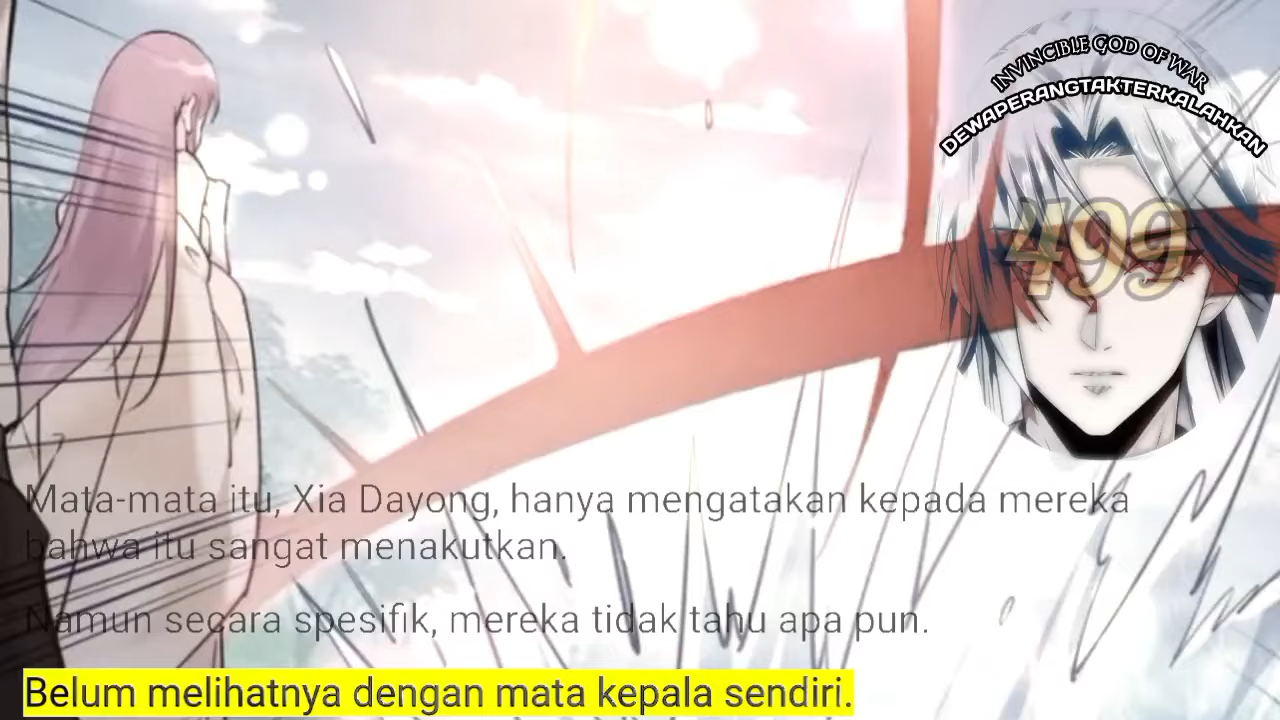 INVINCIBLE GOD OF WAR
DEWAPERANGTAKTERKALAHKAN
499
Mata-mata itu, Xia Dayong, hanya mengatakan kepada mereka
bahwa itu sangat menakutkan.
Namun secara spesifik, mereka tidak tahu apa pun.
Belum melihatnya dengan mata kepala sendiri.